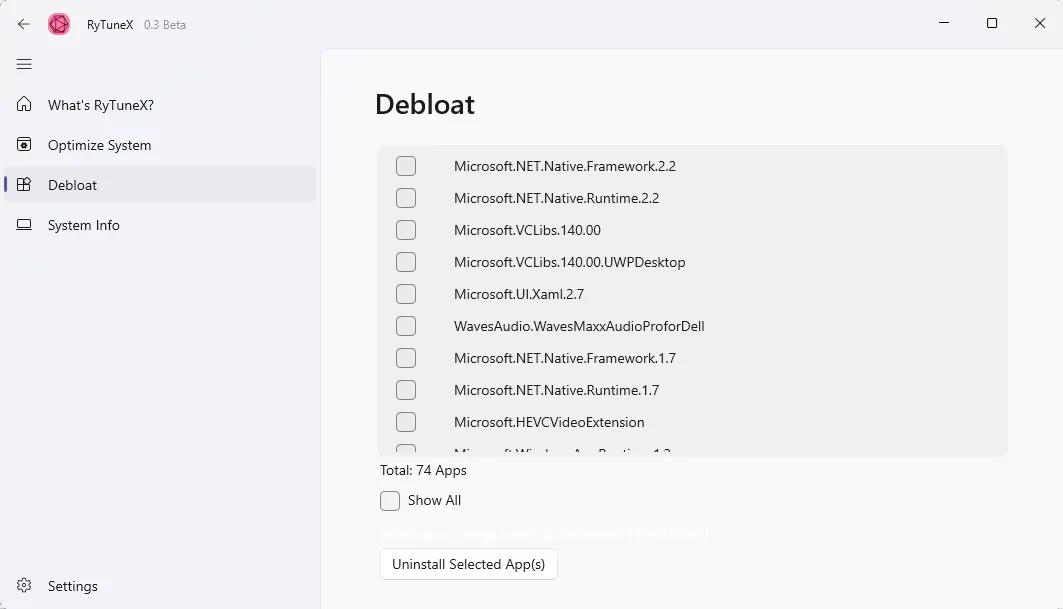 RyTuneX 0.3 Beta
What's RyTuneX?
Optimize System
Debloat
System Info
Settings
Debloat
Microsoft.NET.Native.Framework.2.2
Microsoft.NET.Native.Runtime.2.2
Microsoft.VCLibs.140.00
Microsoft.VCLibs.140.00.UWPDesktop
Microsoft.UI.Xaml.2.7
WavesAudio.WavesMaxxAudioProforDell
Microsoft.NET.Native.Framework.1.7
Microsoft.NET.Native.Runtime.1.7
Microsoft.HEVCVideoExtension
Total: 74 Apps
Show All
Uninstall Selected App(s)